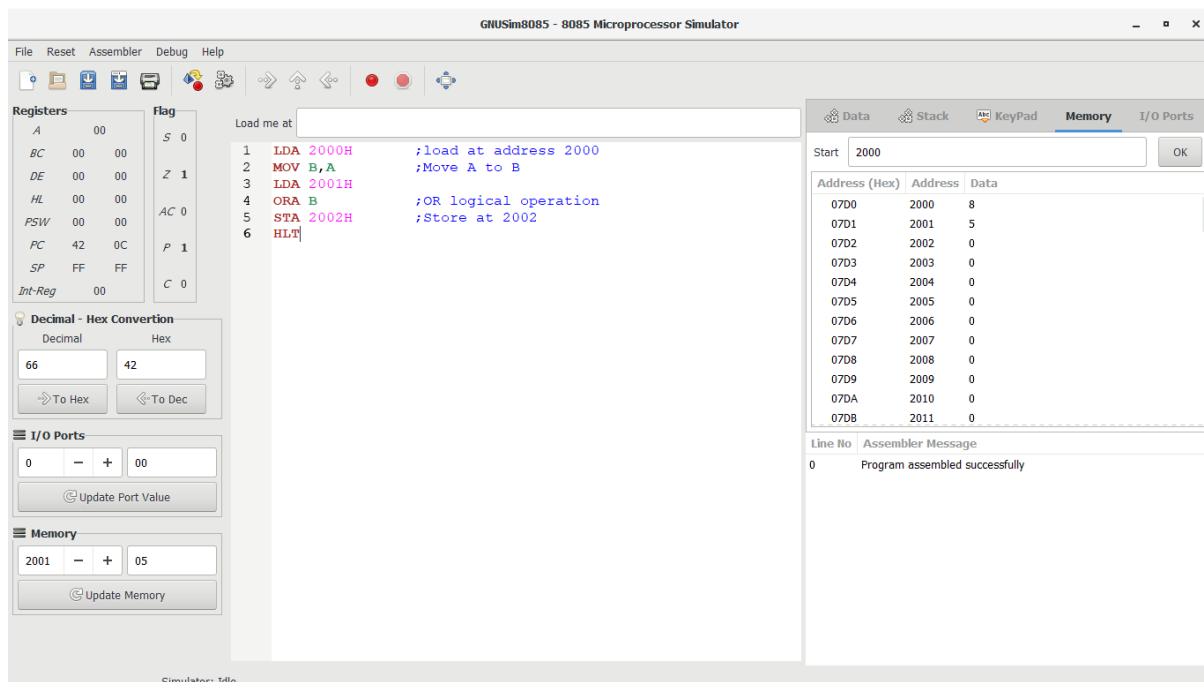 GNUSim8085 - 8085 Microprocessor Simulator
File Reset Assembler Debug Help
Registers
A 00
BC 00 00
DE 00 00
HL 00 00
PSW 00 00
PC 42 0C
SP FF FF
Int-Reg 00
Flag
S 0
Z 1
AC 0
P 1
C 0
Decimal - Hex Convertion
Decimal Hex
66 42
To Hex To Dec
I/O Ports
0 − + 00
Update Port Value
Memory
2001 − + 05
Update Memory
Load me at
1 LDA 2000H ;load at address 2000
2 MOV B,A ;Move A to B
3 LDA 2001H
4 ORA B ;OR logical operation
5 STA 2002H ;Store at 2002
6 HLT
Data Stack Abc KeyPad Memory I/O Ports
Start 2000 OK
Address (Hex) Address Data
07D0 2000 8
07D1 2001 5
07D2 2002 0
07D3 2003 0
07D4 2004 0
07D5 2005 0
07D6 2006 0
07D7 2007 0
07D8 2008 0
07D9 2009 0
07DA 2010 0
07DB 2011 0
Line No Assembler Message
0 Program assembled successfully
Simulator: Idle